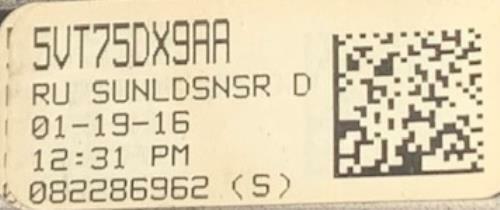 5VT75DX9AA
RU SUNLDSNSR D
01-19-16
12:31 PM
082286962 (S)